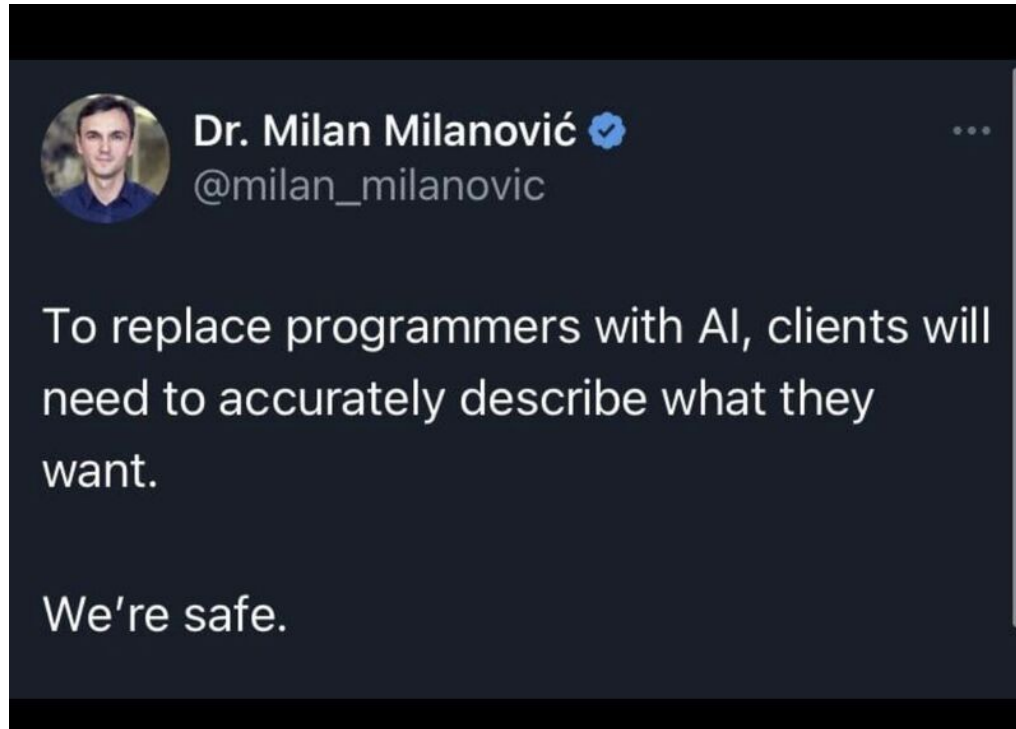 Dr. Milan Milanović
@milan_milanovic
To replace programmers with AI, clients will
need to accurately describe what they
want.
We're safe.